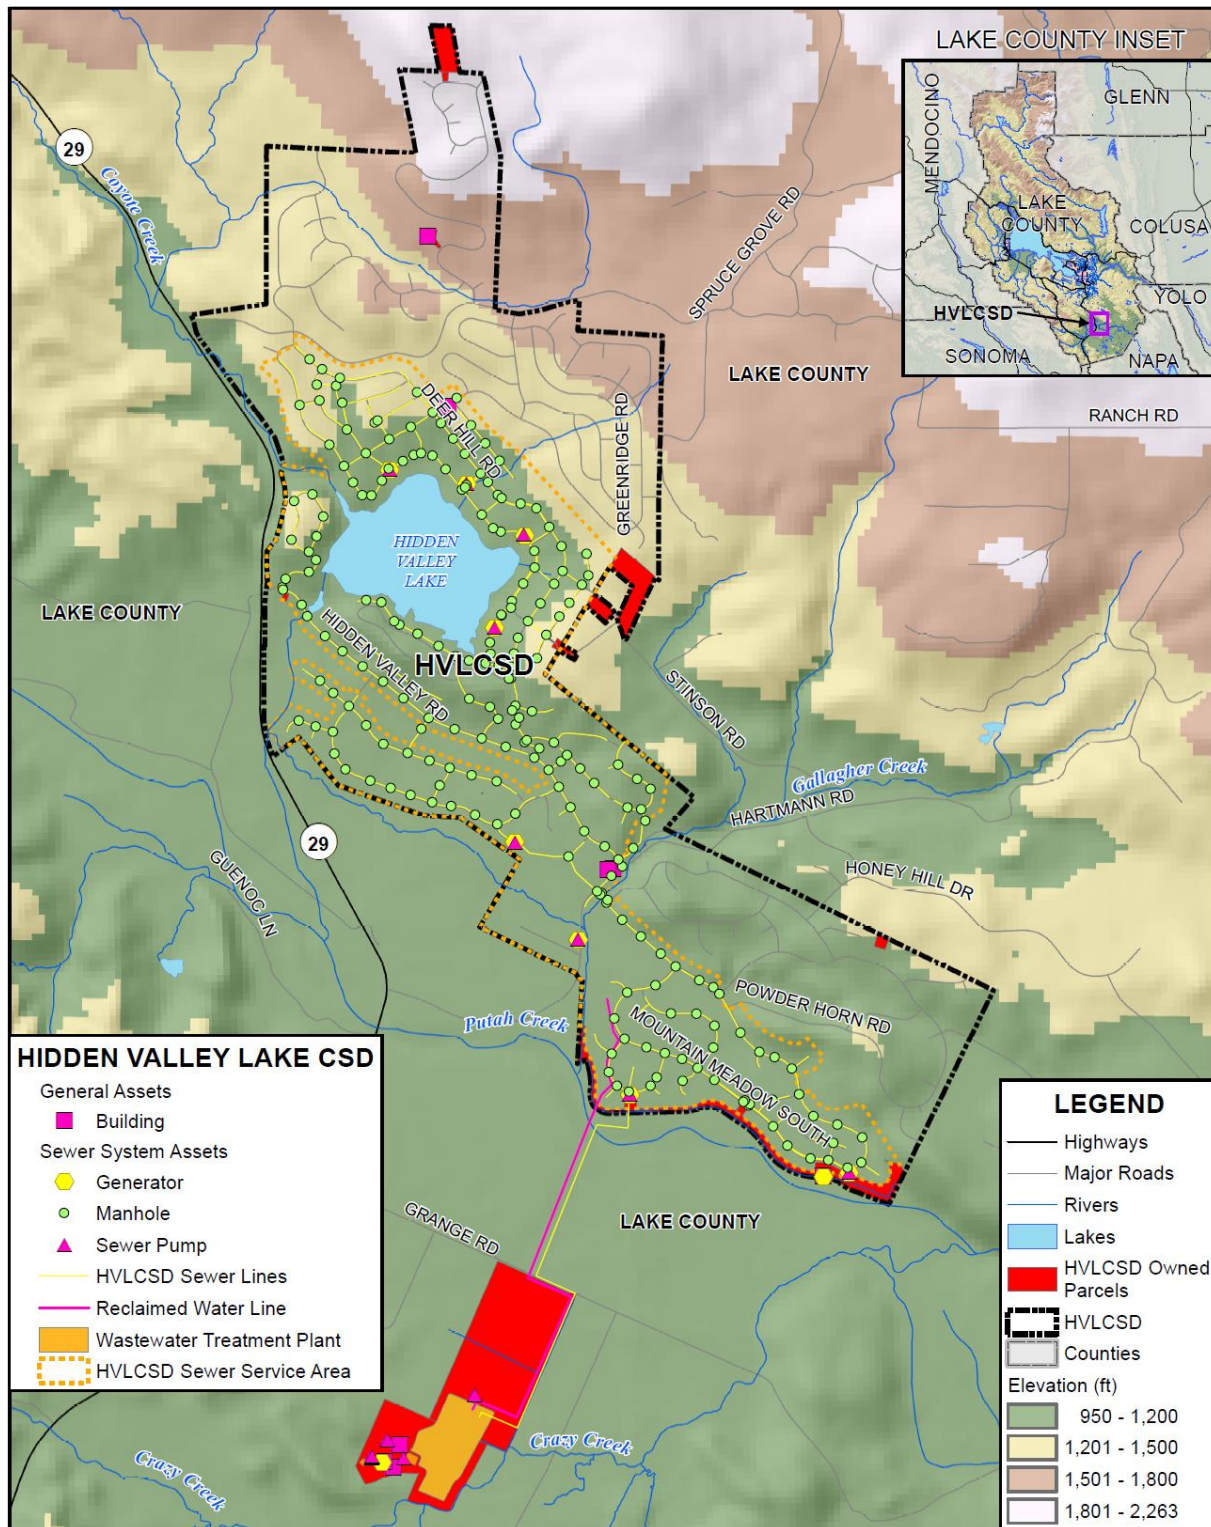 LAKE COUNTY INSET
MENDOCINO
GLENN
LAKE
COUNTY
COLUSA
YOLO
HVLCSD
SONOMA
NAPA
29
Coyote Creek
SPRUCE GROVE RD
LAKE COUNTY
RANCH RD
DEER HILL RD
GREENRIDGE RD
HIDDEN
VALLEY
LAKE
LAKE COUNTY
HIDDEN VALLEY RD
HVLCSD
STINSON RD
Gallagher Creek
HARTMANN RD
29
GUENOC LN
HONEY HILL DR
POWDER HORN RD
Putah Creek
MOUNTAIN MEADOW SOUTH
LAKE COUNTY
GRANGE RD
Crazy Creek
Crazy Creek
HIDDEN VALLEY LAKE CSD
General Assets
Building
Sewer System Assets
Generator
Manhole
Sewer Pump
HVLCSD Sewer Lines
Reclaimed Water Line
Wastewater Treatment Plant
HVLCSD Sewer Service Area
LEGEND
Highways
Major Roads
Rivers
Lakes
HVLCSD Owned
Parcels
HVLCSD
Counties
Elevation (ft)
950 - 1,200
1,201 - 1,500
1,501 - 1,800
1,801 - 2,263